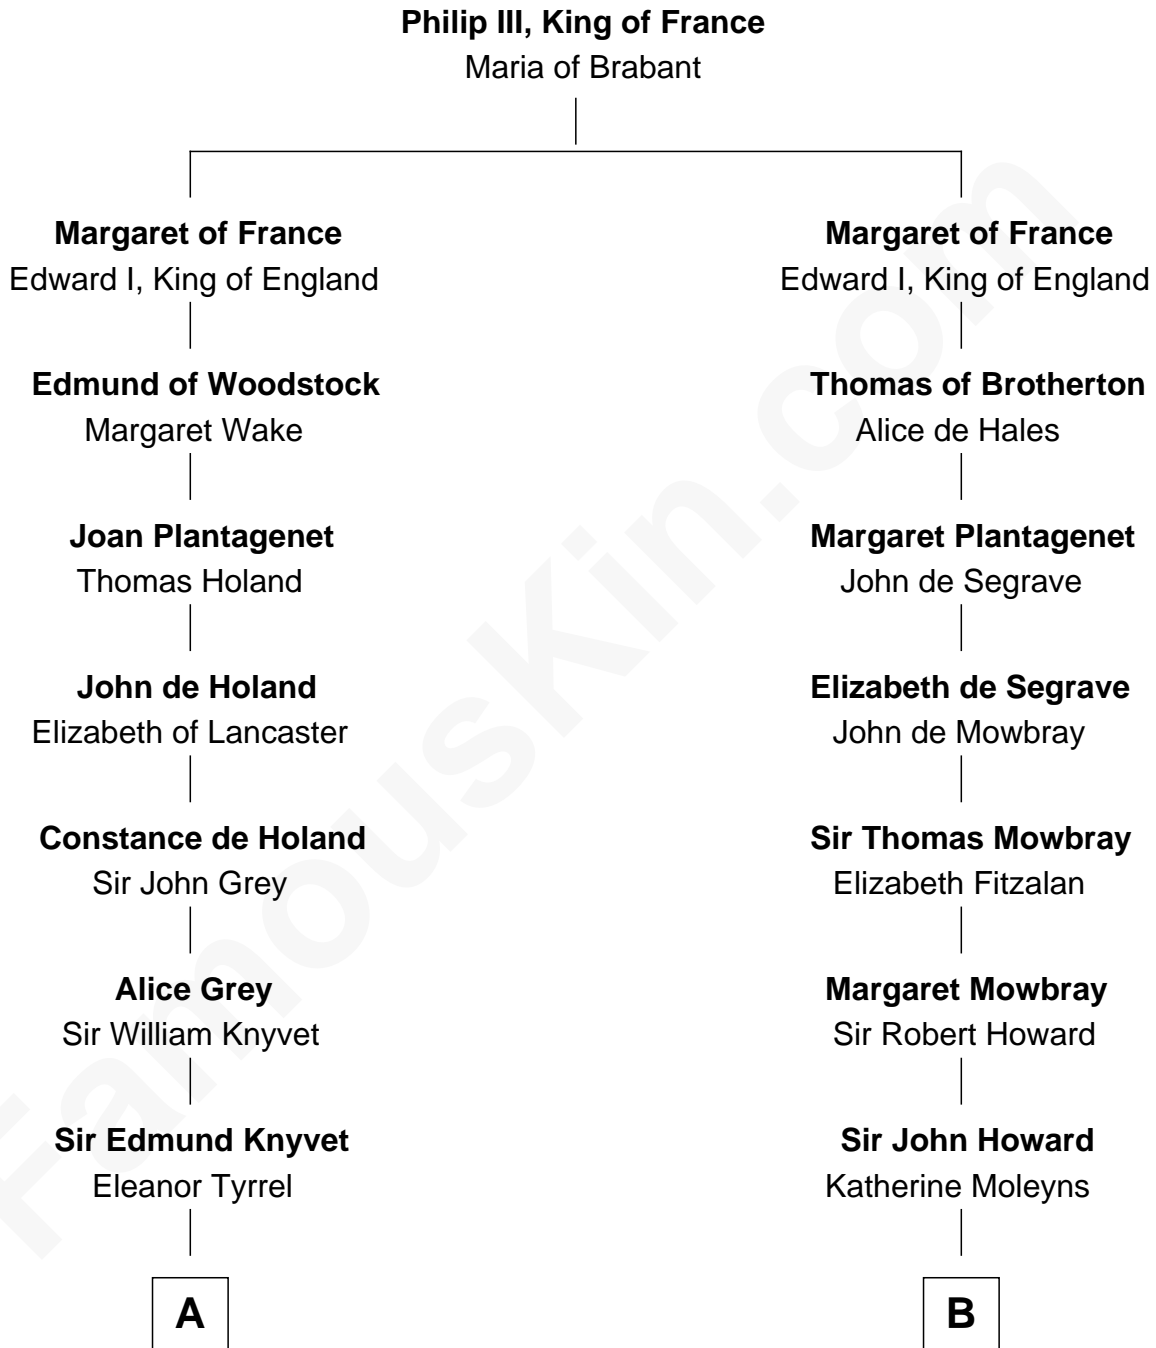 Philip III, King of France
Maria of Brabant
Margaret of France
Edward I, King of England
Edmund of Woodstock
Margaret Wake
Joan Plantagenet
Thomas Holand
John de Holand
Elizabeth of Lancaster
Constance de Holand
Sir John Grey
Alice Grey
Sir William Knyvet
Sir Edmund Knyvet
Eleanor Tyrrel
A
Margaret of France
Edward I, King of England
Thomas of Brotherton
Alice de Hales
Margaret Plantagenet
John de Segrave
Elizabeth de Segrave
John de Mowbray
Sir Thomas Mowbray
Elizabeth Fitzalan
Margaret Mowbray
Sir Robert Howard
Sir John Howard
Katherine Moleyns
B
FamousKin.com